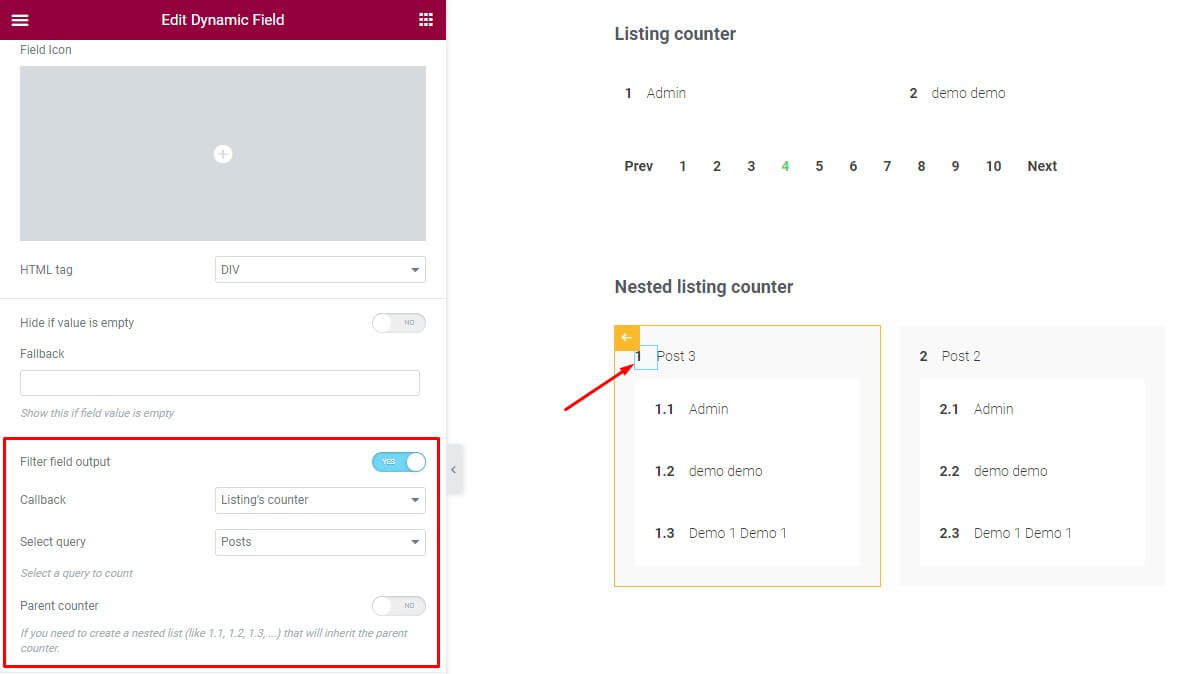 Edit Dynamic Field
Field Icon
HTML tag
DIV
Hide if value is empty
NO
Fallback
Show this if field value is empty
Filter field output
YES
Callback
Listing's counter
Select query
Posts
Select a query to count
Parent counter
NO
If you need to create a nested list (like 1.1, 1.2, 1.3, ...) that will inherit the parent
counter.
Listing counter
1 Admin
2 demo demo
Prev 1 2 3 4 5 6 7 8 9 10 Next
Nested listing counter
1 Post 3
1.1 Admin
1.2 demo demo
1.3 Demo 1 Demo 1
2 Post 2
2.1 Admin
2.2 demo demo
2.3 Demo 1 Demo 1